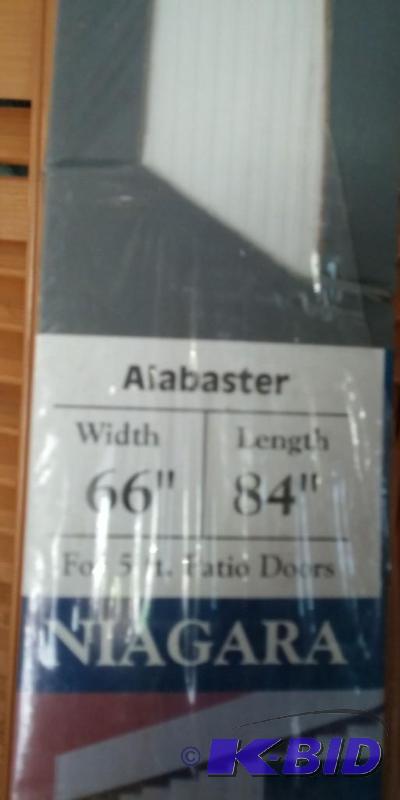 Alabaster
Width
Length
66"
84"
For 5 ft. Patio Doors
NIAGARA
© K-BID